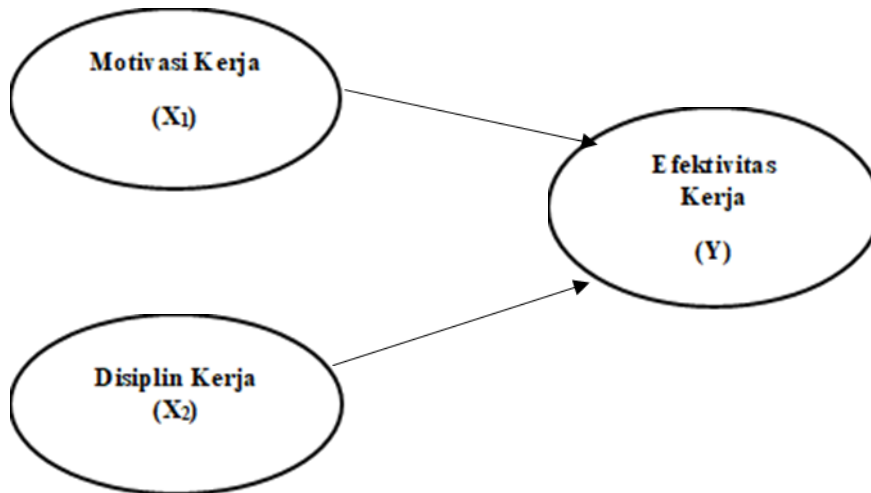 Motivasi Kerja
(X₁)
Efektivitas
Kerja
(Y)
Disiplin Kerja
(X₂)